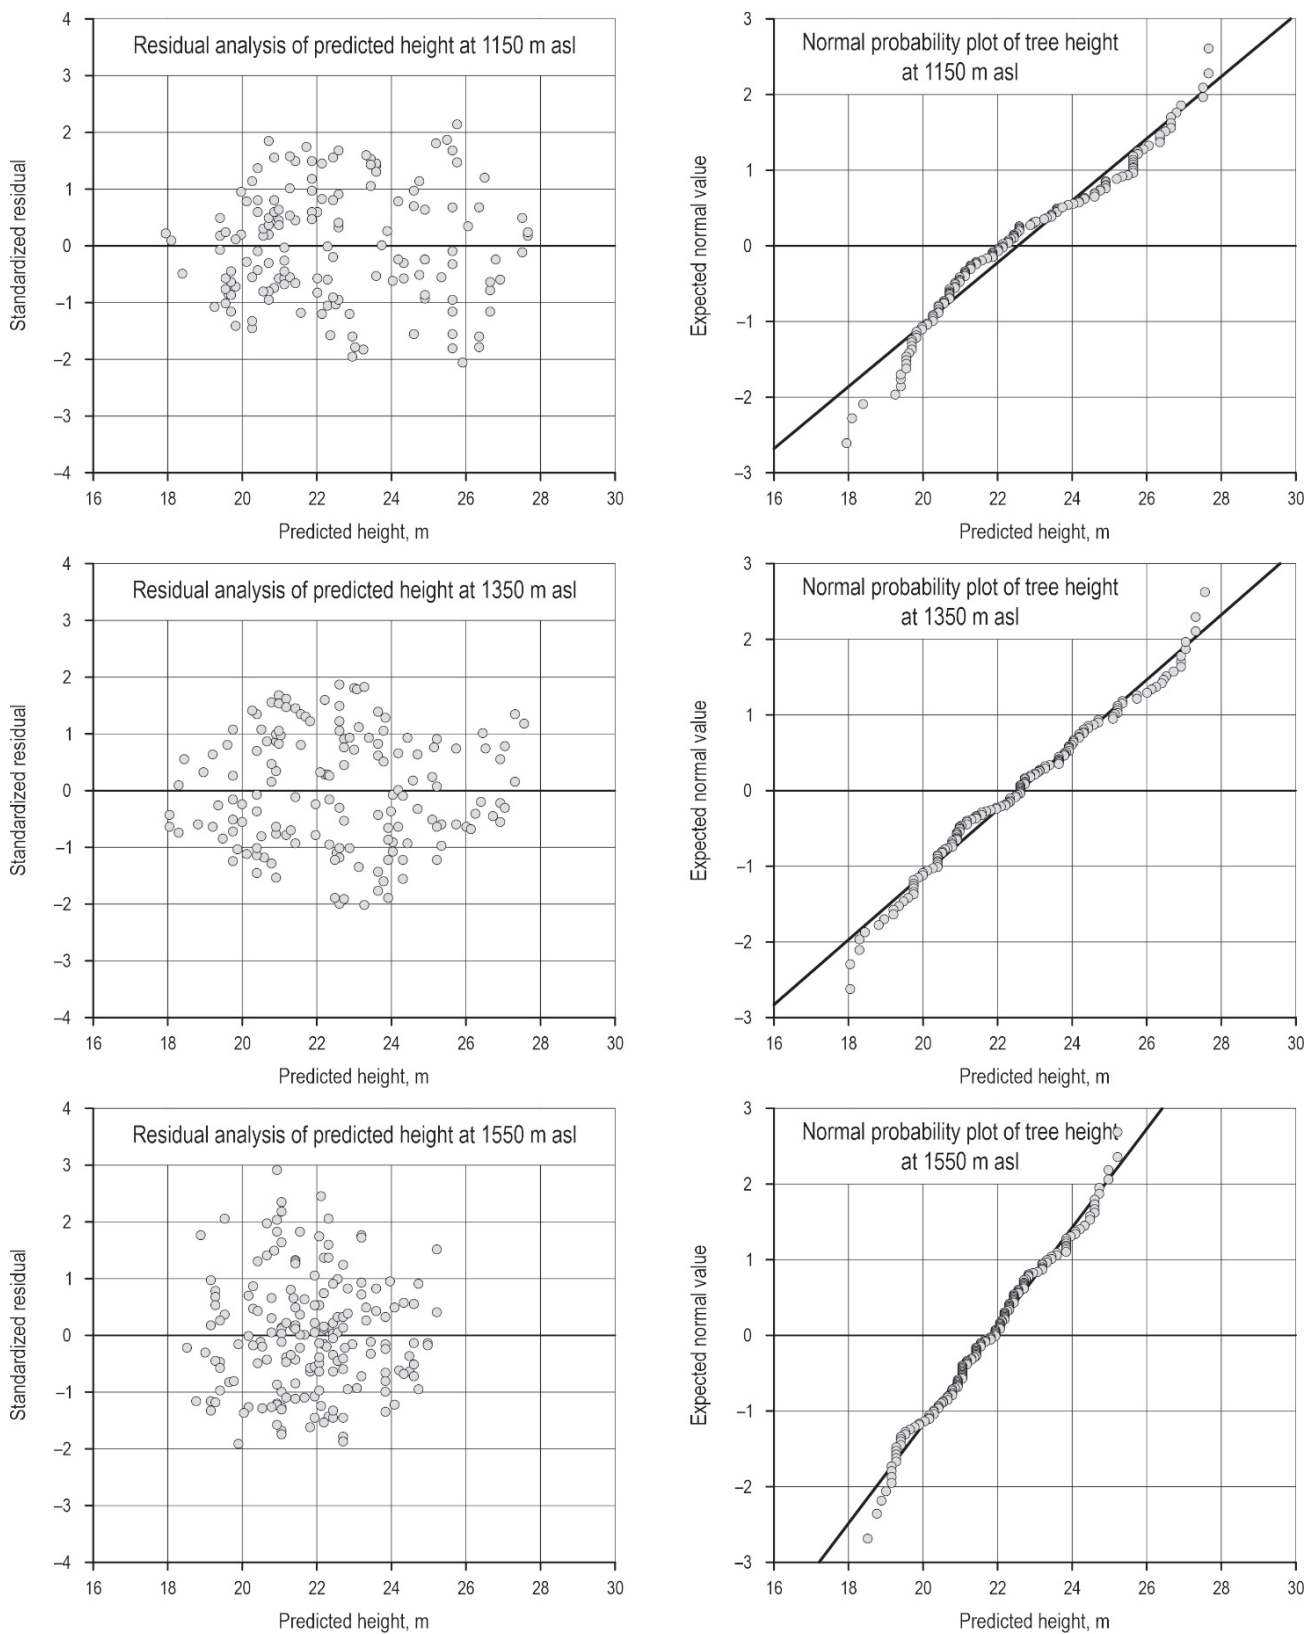 Residual analysis of predicted height at 1150 m asl
Standardized residual
4
3
2
1
0
–1
–2
–3
–4
16 18 20 22 24 26 28 30
Predicted height, m
Normal probability plot of tree height
at 1150 m asl
Expected normal value
3
2
1
0
–1
–2
–3
16 18 20 22 24 26 28 30
Predicted height, m
Residual analysis of predicted height at 1350 m asl
Standardized residual
4
3
2
1
0
–1
–2
–3
–4
16 18 20 22 24 26 28 30
Predicted height, m
Normal probability plot of tree height
at 1350 m asl
Expected normal value
3
2
1
0
–1
–2
–3
16 18 20 22 24 26 28 30
Predicted height, m
Residual analysis of predicted height at 1550 m asl
Standardized residual
4
3
2
1
0
–1
–2
–3
–4
16 18 20 22 24 26 28 30
Predicted height, m
Normal probability plot of tree height
at 1550 m asl
Expected normal value
3
2
1
0
–1
–2
–3
16 18 20 22 24 26 28 30
Predicted height, m